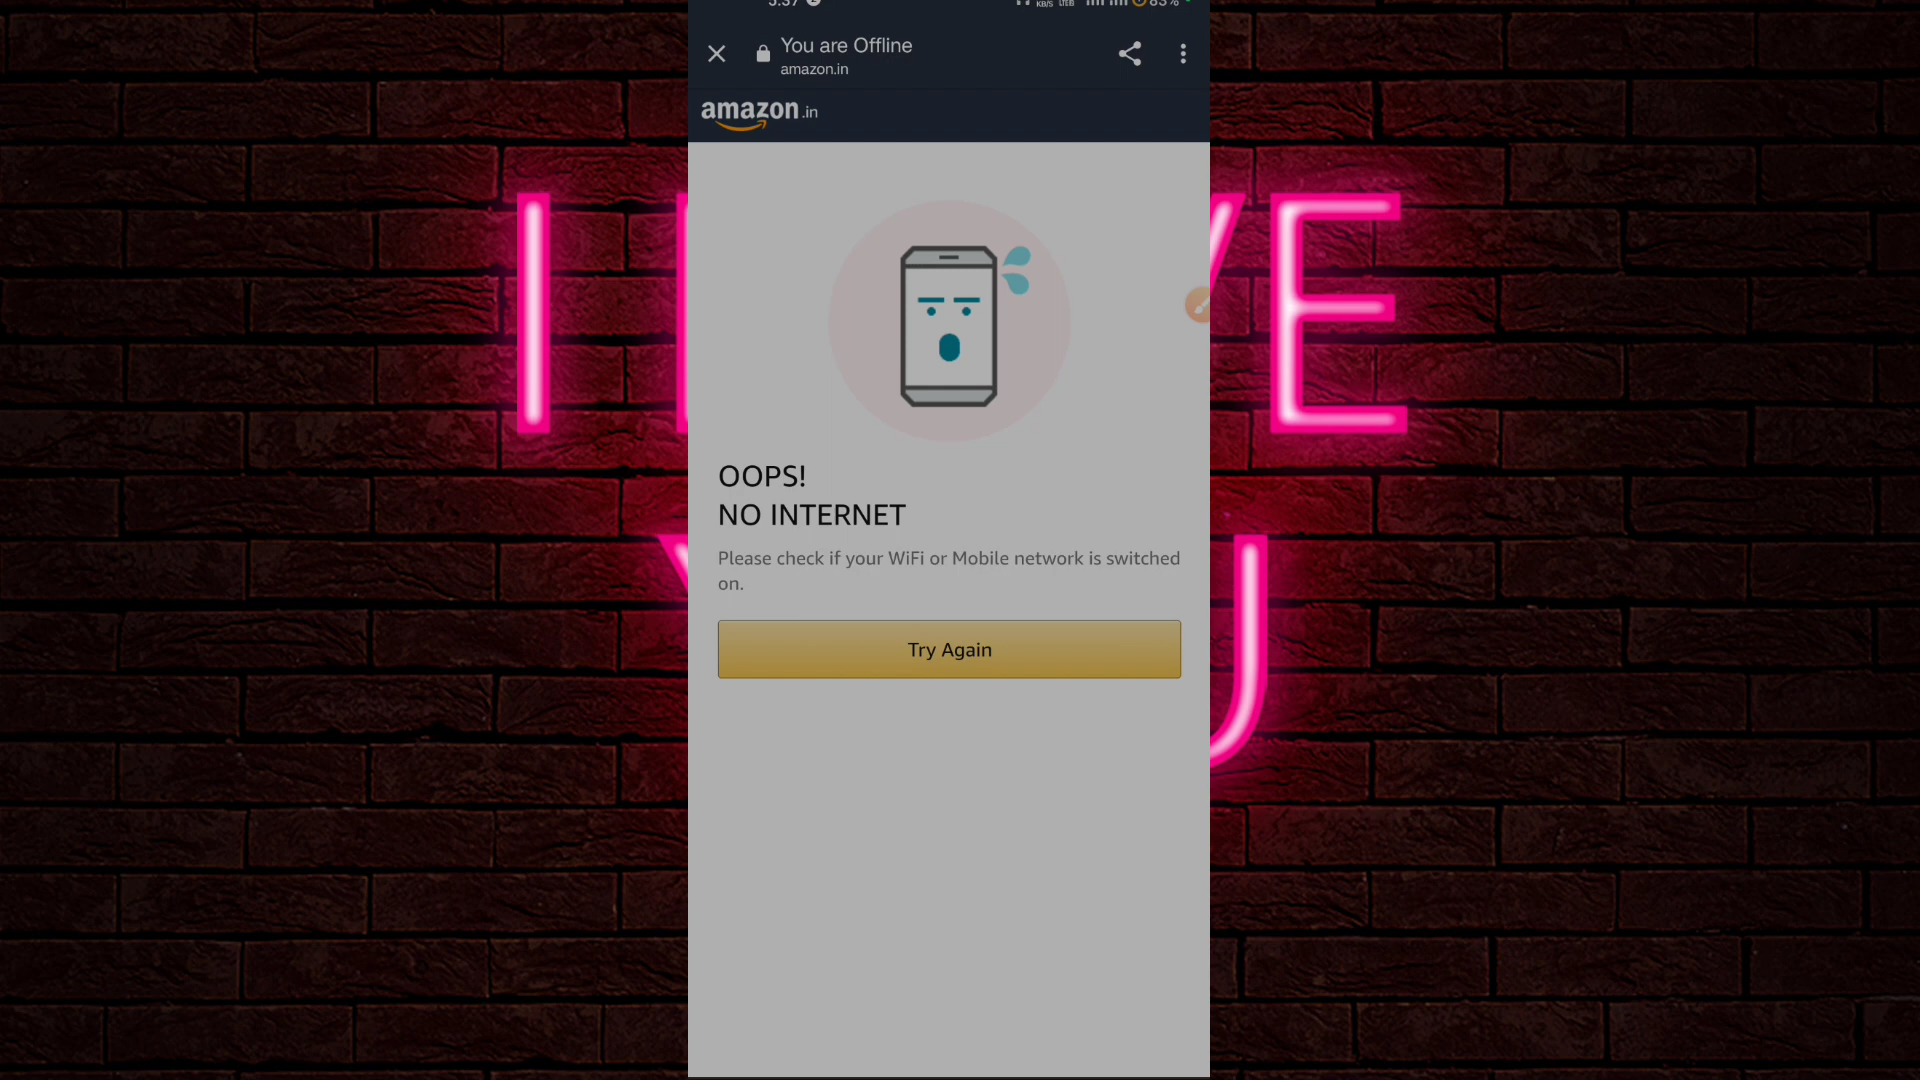 You are Offline
amazon.in
amazon.in
OOPS!
NO INTERNET
Please check if your WiFi or Mobile network is switched
on.
Try Again
I
E